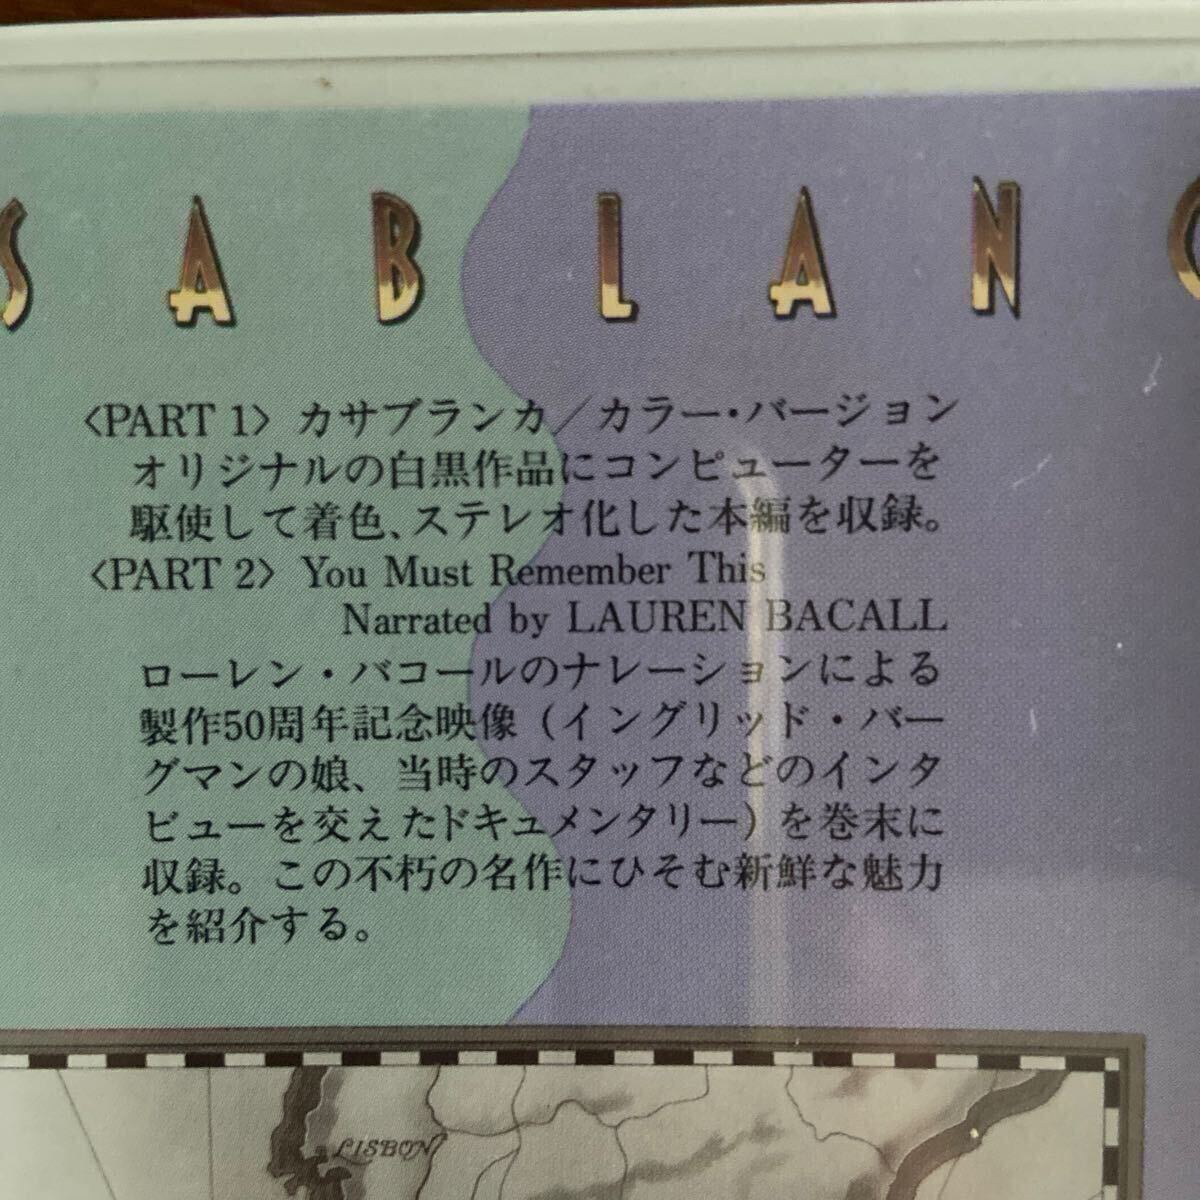 SABLANC
〈PART 1〉 カサブランカ／カラー・バージョン
オリジナルの白黒作品にコンピューターを
駆使して着色、ステレオ化した本編を収録。
〈PART 2〉 You Must Remember This
Narrated by LAUREN BACALL
ローレン・バコールのナレーションによる
製作50周年記念映像（イングリッド・バー
グマンの娘、当時のスタッフなどのインタ
ビューを交えたドキュメンタリー）を巻末に
収録。この不朽の名作にひそむ新鮮な魅力
を紹介する。
LISBON